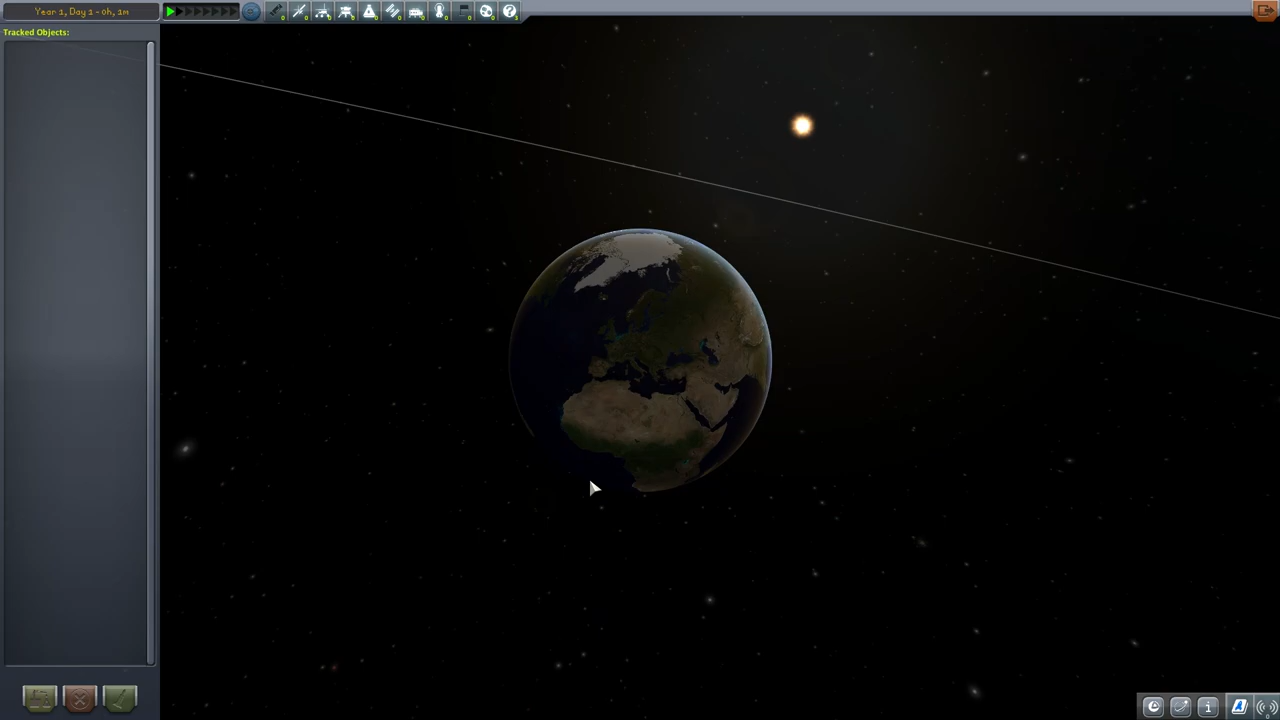 Year 1, Day 1 - 0h, 1m
Tracked Objects: